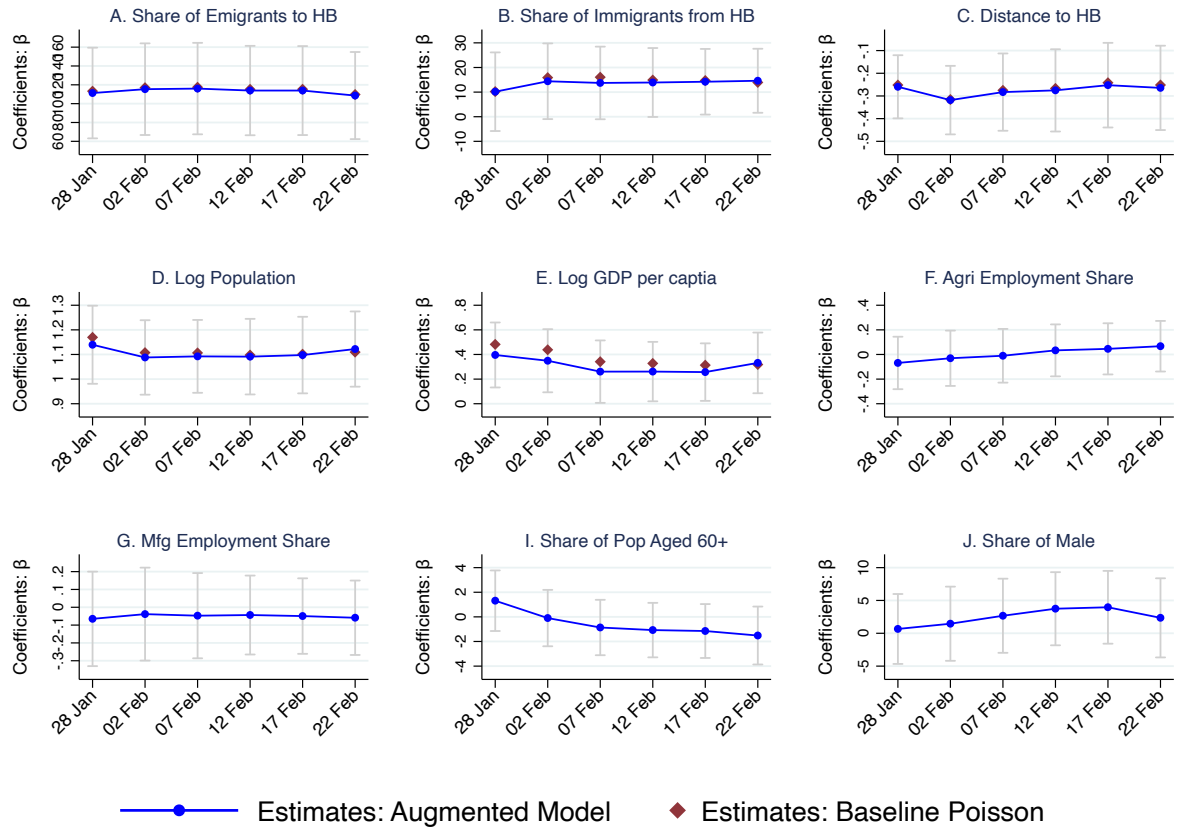 A. Share of Emigrants to HB
Coefficients: β
60 80 100 120 140 160
28 Jan
02 Feb
07 Feb
12 Feb
17 Feb
22 Feb
B. Share of Immigrants from HB
Coefficients: β
-10 0 10 20 30
28 Jan
02 Feb
07 Feb
12 Feb
17 Feb
22 Feb
C. Distance to HB
Coefficients: β
-.5 -.4 -.3 -.2 -.1
28 Jan
02 Feb
07 Feb
12 Feb
17 Feb
22 Feb
D. Log Population
Coefficients: β
.9 1 1.1 1.2 1.3
28 Jan
02 Feb
07 Feb
12 Feb
17 Feb
22 Feb
E. Log GDP per captia
Coefficients: β
0 .2 .4 .6 .8
28 Jan
02 Feb
07 Feb
12 Feb
17 Feb
22 Feb
F. Agri Employment Share
Coefficients: β
-.4 -.2 0 .2 .4
28 Jan
02 Feb
07 Feb
12 Feb
17 Feb
22 Feb
G. Mfg Employment Share
Coefficients: β
-.3 -.2 -.1 0 .1 .2
28 Jan
02 Feb
07 Feb
12 Feb
17 Feb
22 Feb
I. Share of Pop Aged 60+
Coefficients: β
-4 -2 0 2 4
28 Jan
02 Feb
07 Feb
12 Feb
17 Feb
22 Feb
J. Share of Male
Coefficients: β
-5 0 5 10
28 Jan
02 Feb
07 Feb
12 Feb
17 Feb
22 Feb
Estimates: Augmented Model
Estimates: Baseline Poisson